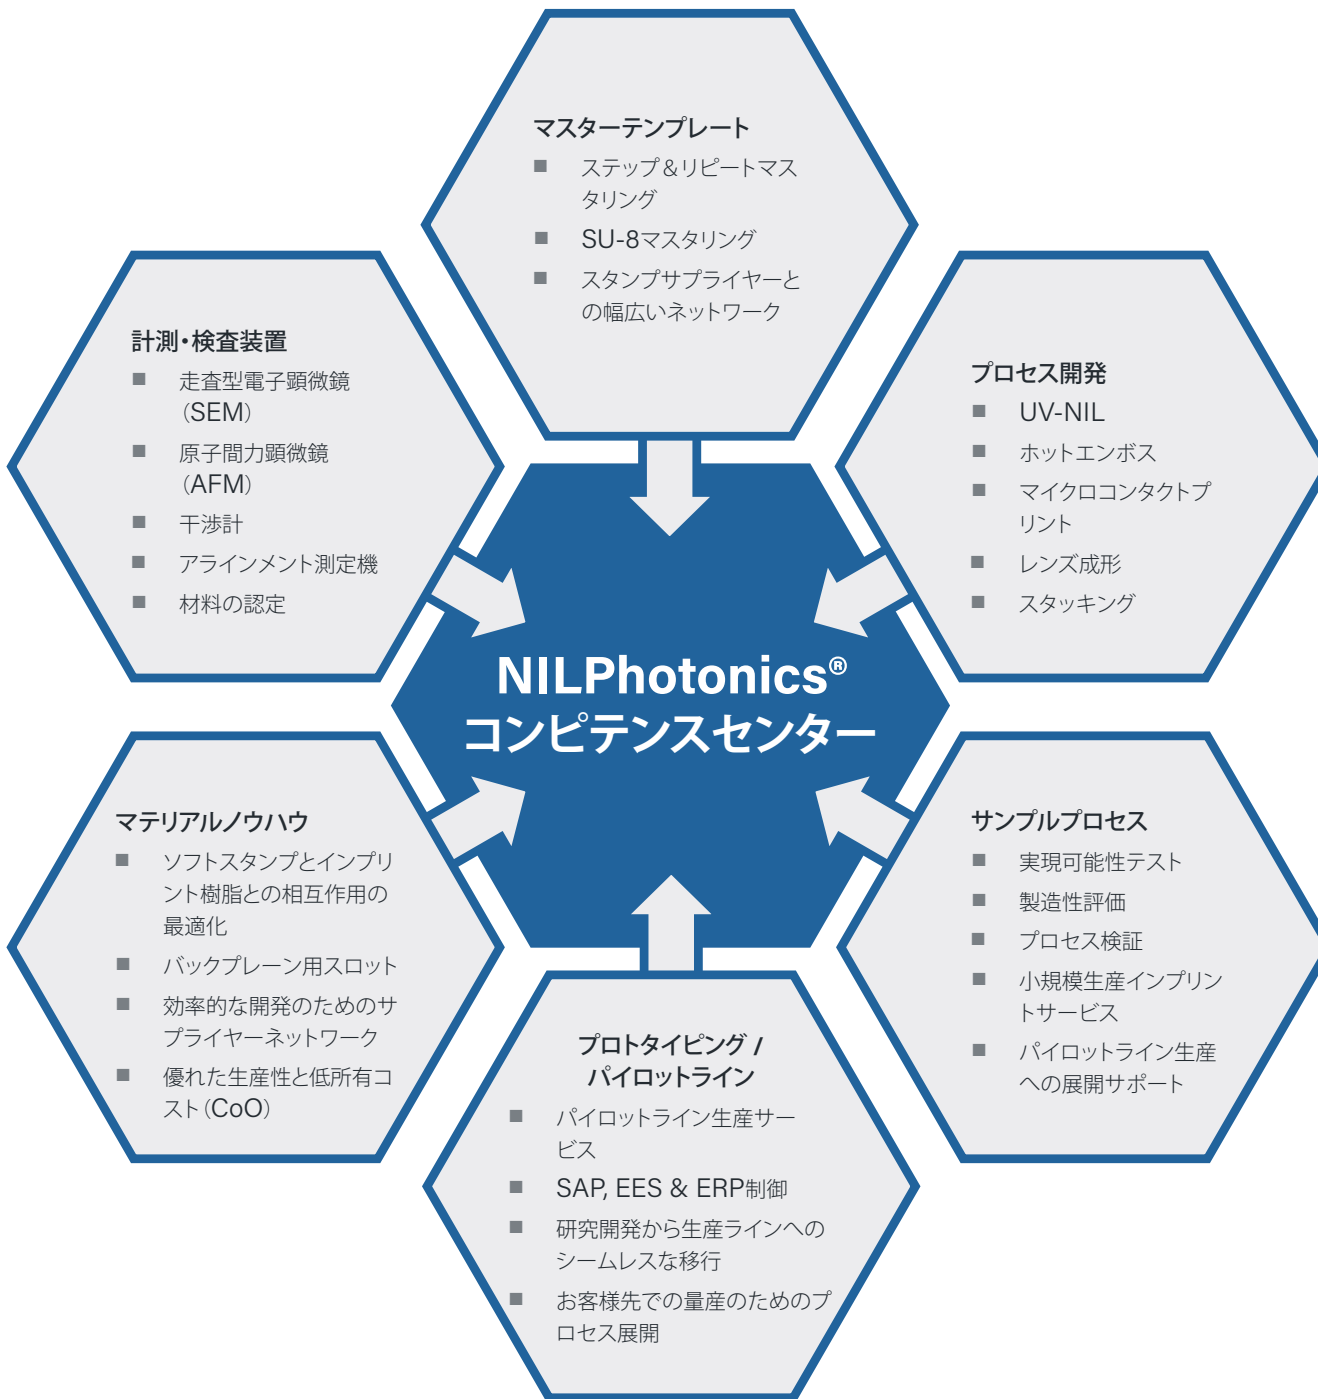 マスターテンプレート
■ ステップ＆リピートマス
タリング
■ SU-8マスタリング
■ スタンプサプライヤーと
の幅広いネットワーク
計測・検査装置
■ 走査型電子顕微鏡
（SEM）
■ 原子間力顕微鏡
（AFM）
■ 干渉計
■ アラインメント測定機
■ 材料の認定
プロセス開発
■ UV-NIL
■ ホットエンボス
■ マイクロコンタクトプ
リント
■ レンズ成形
■ スタッキング
NILPhotonics®
コンピテンスセンター
マテリアルノウハウ
■ ソフトスタンプとインプリ
ント樹脂との相互作用の
最適化
■ バックプレーン用スロット
■ 効率的な開発のためのサ
プライヤーネットワーク
■ 優れた生産性と低所有コ
スト（CoO）
サンプルプロセス
■ 実現可能性テスト
■ 製造性評価
■ プロセス検証
■ 小規模生産インプリン
トサービス
■ パイロットライン生産
への展開サポート
プロトタイピング /
パイロットライン
■ パイロットライン生産サー
ビス
■ SAP, EES & ERP制御
■ 研究開発から生産ラインへの
シームレスな移行
■ お客様先での量産のためのプ
ロセス展開